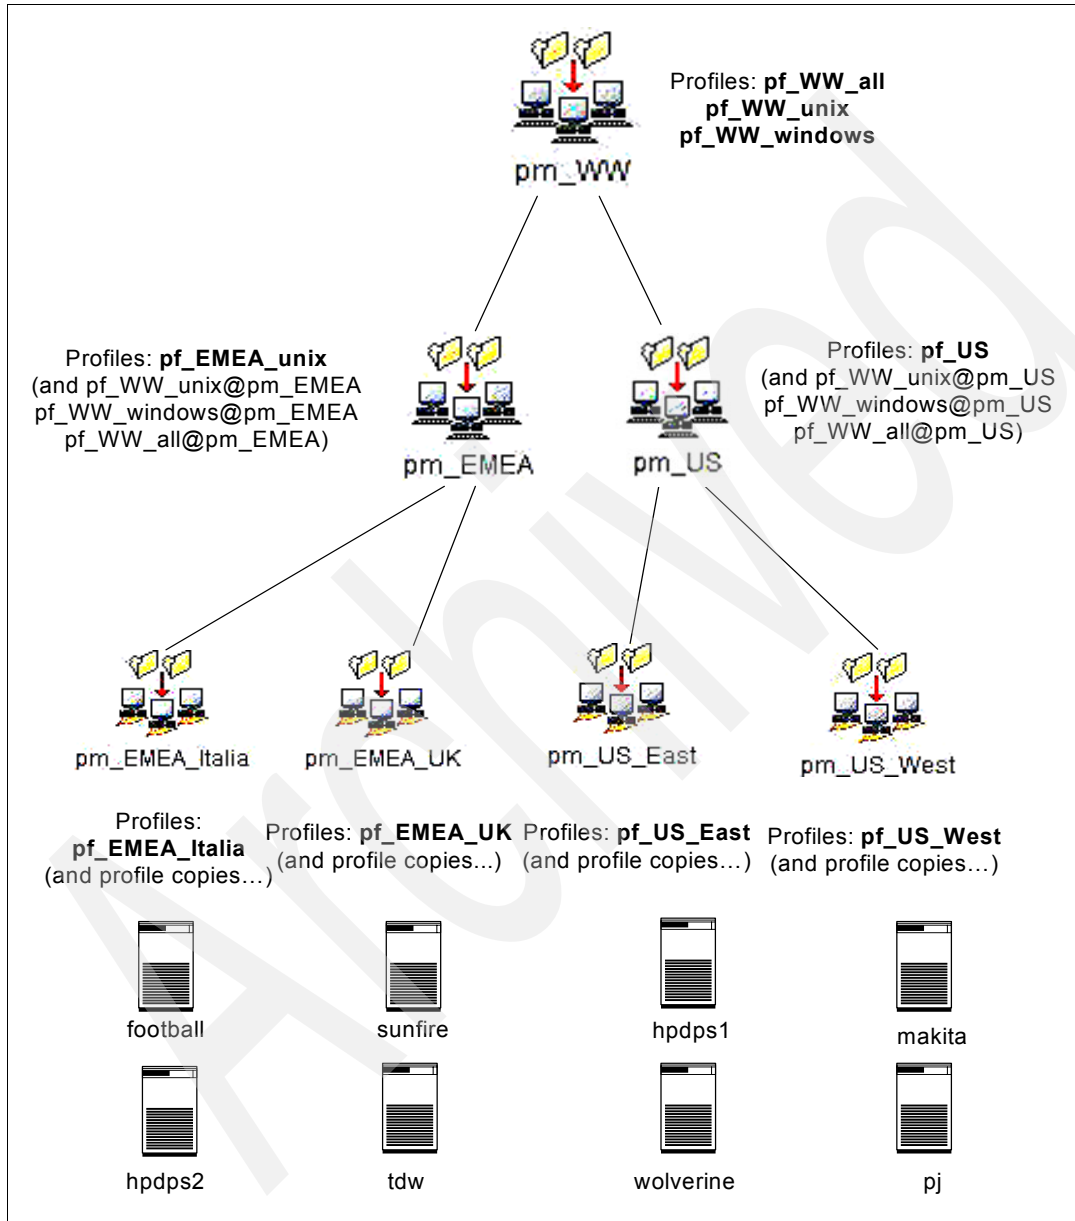 Profiles: pf_WW_all
pf_WW_unix
pf_WW_windows
pm_WW
Profiles: pf_EMEA_unix
(and pf_WW_unix@pm_EMEA
pf_WW_windows@pm_EMEA
pf_WW_all@pm_EMEA)
Profiles: pf_US
(and pf_WW_unix@pm_US
pf_WW_windows@pm_US
pf_WW_all@pm_US)
pm_EMEA
pm_US
pm_EMEA_Italia
pm_EMEA_UK
pm_US_East
pm_US_West
Profiles:
pf_EMEA_Italia
(and profile copies…)
Profiles: pf_EMEA_UK
(and profile copies...)
Profiles: pf_US_East
(and profile copies…)
Profiles: pf_US_West
(and profile copies…)
football
sunfire
hpdps1
makita
hpdps2
tdw
wolverine
pj
Archived